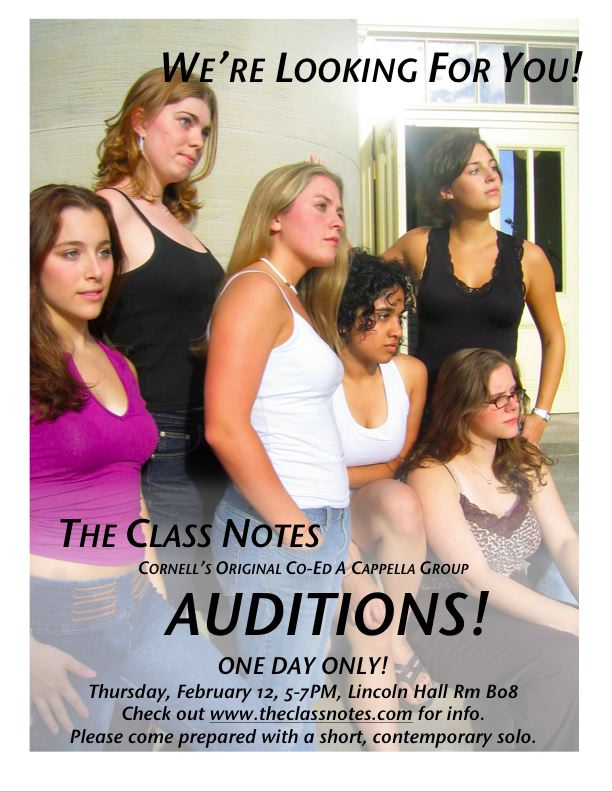 We're Looking For You!
The Class Notes
Cornell's Original Co-Ed A Cappella Group
AUDITIONS!
ONE DAY ONLY!
Thursday, February 12, 5-7PM, Lincoln Hall Rm B08
Check out www.theclassnotes.com for info.
Please come prepared with a short, contemporary solo.